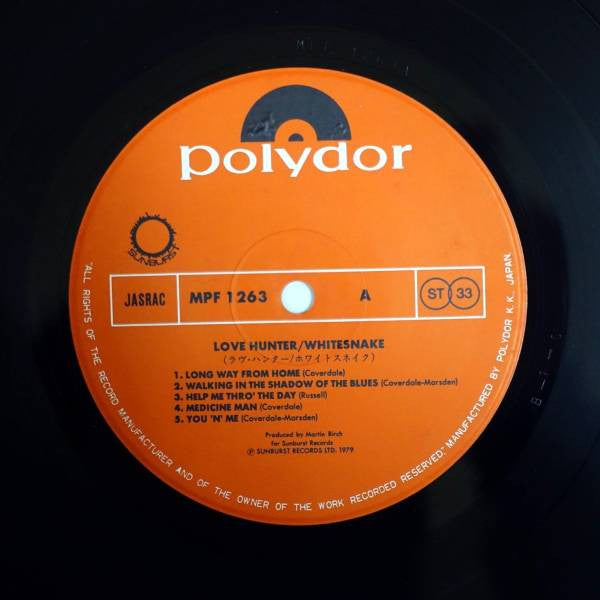 polydor
SUNBURST
JASRAC
MPF 1263
A
ST 33
LOVE HUNTER/WHITESNAKE
(ラヴ・ハンター/ホワイトスネイク)
1. LONG WAY FROM HOME (Coverdale)
2. WALKING IN THE SHADOW OF THE BLUES (Coverdale-Marsden)
3. HELP ME THRO' THE DAY (Russell)
4. MEDICINE MAN (Coverdale)
5. YOU 'N' ME (Coverdale-Marsden)
Produced by Martin Birch
for Sunburst Records
Ⓟ SUNBURST RECORDS LTD. 1979
"ALL RIGHTS OF THE RECORD MANUFACTURER AND OF THE OWNER OF THE WORK RECORDED RESERVED," MANUFACTURED BY POLYDOR K.K., JAPAN.